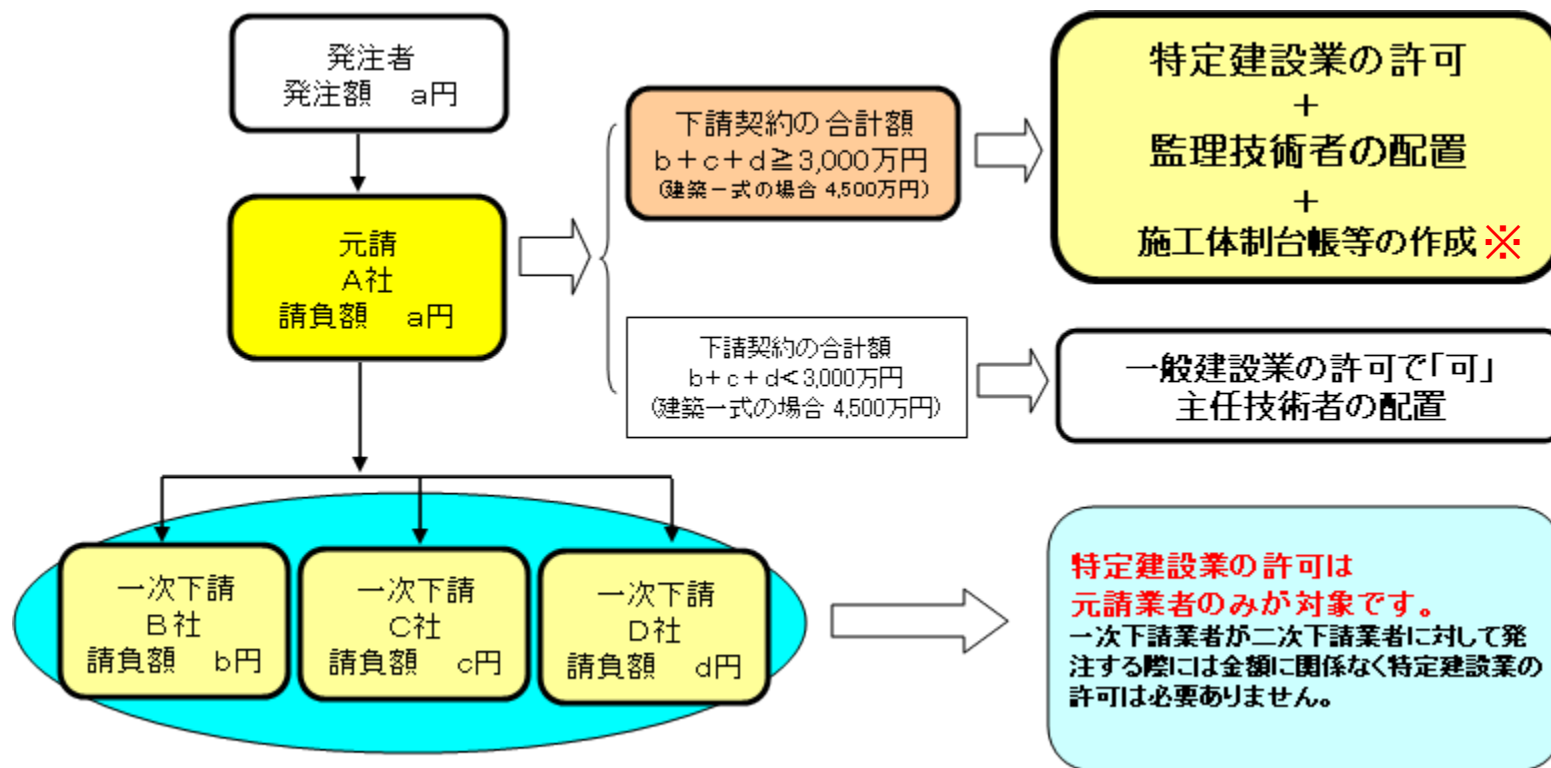 発注者
発注額　a円
元請
A社
請負額　a円
下請契約の合計額
b+c+d≧3,000万円
(建築一式の場合 4,500万円)
特定建設業の許可
+
監理技術者の配置
+
施工体制台帳等の作成※
下請契約の合計額
b+c+d<3,000万円
(建築一式の場合 4,500万円)
一般建設業の許可で「可」
主任技術者の配置
一次下請
B社
請負額　b円
一次下請
C社
請負額　c円
一次下請
D社
請負額　d円
特定建設業の許可は
元請業者のみが対象です。
一次下請業者が二次下請業者に対して発
注する際には金額に関係なく特定建設業の
許可は必要ありません。